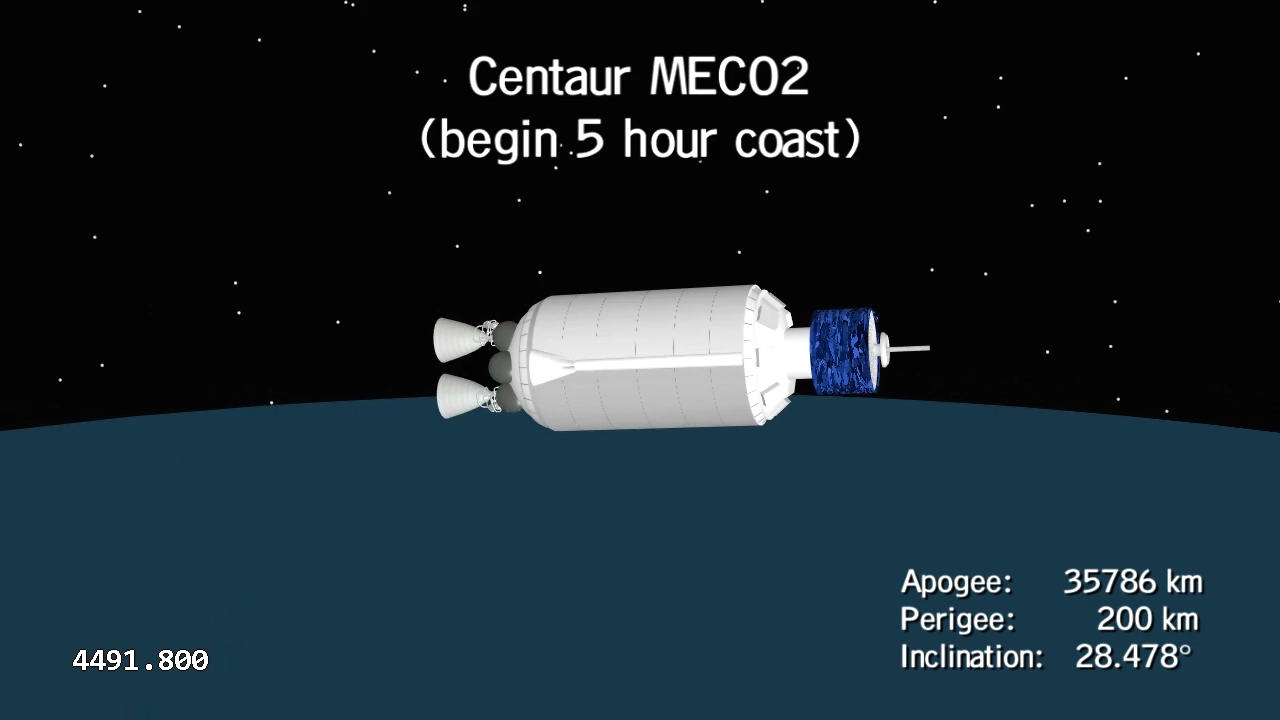 Centaur MECO2
(begin 5 hour coast)
Apogee: 35786 km
Perigee: 200 km
Inclination: 28.478°
4491.800